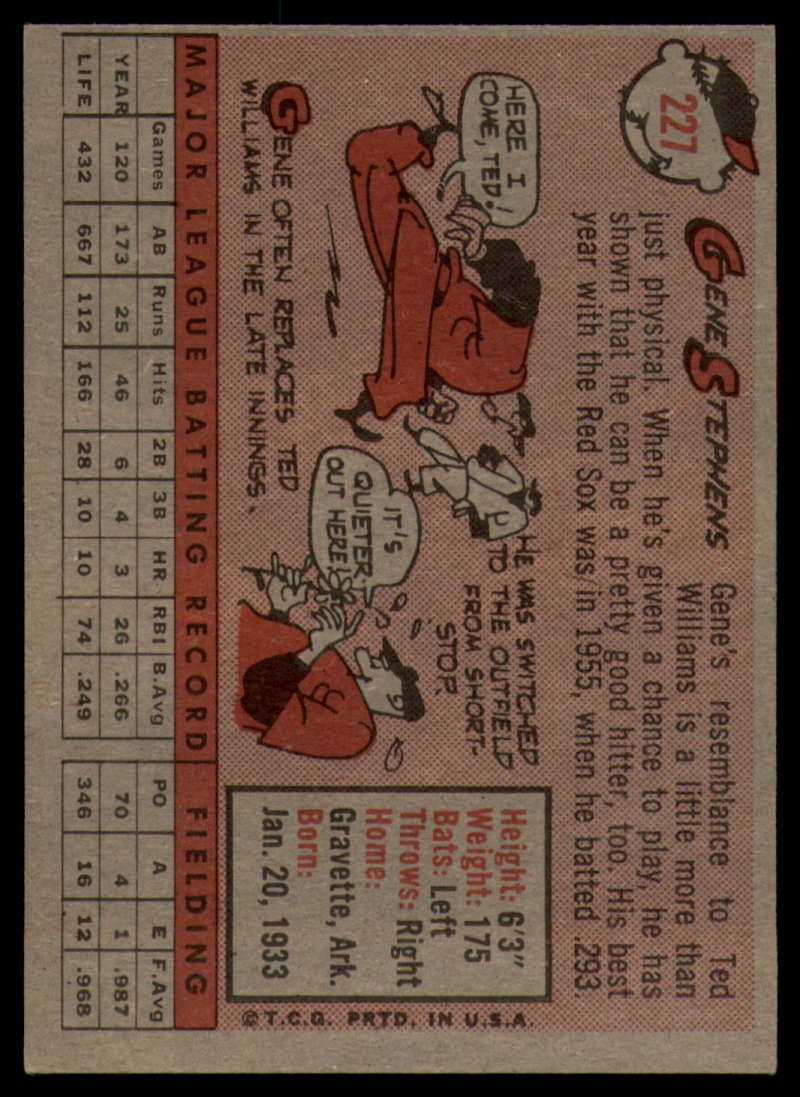 227
GENE STEPHENS
Gene's resemblance to Ted
Williams is a little more than
just physical. When he's given a chance to play, he has
shown that he can be a pretty good hitter, too. His best
year with the Red Sox was in 1955, when he batted .293.
HERE I
COME, TED!
GENE OFTEN REPLACES TED
WILLIAMS IN THE LATE INNINGS.
HE WAS SWITCHED
TO THE OUTFIELD
FROM SHORT-
STOP.
IT'S
QUIETER
OUT HERE!
Height: 6'3"
Weight: 175
Bats: Left
Throws: Right
Home:
Gravette, Ark.
Born:
Jan. 20, 1933
© T.C.G. PRTD. IN U.S.A.
MAJOR LEAGUE BATTING RECORD FIELDING
Games AB Runs Hits 2B 3B HR RBI B.Avg PO A E F.Avg
YEAR 120 173 25 46 6 4 3 26 .266 70 4 1 .987
LIFE 432 667 112 166 28 10 10 74 .249 346 16 12 .968